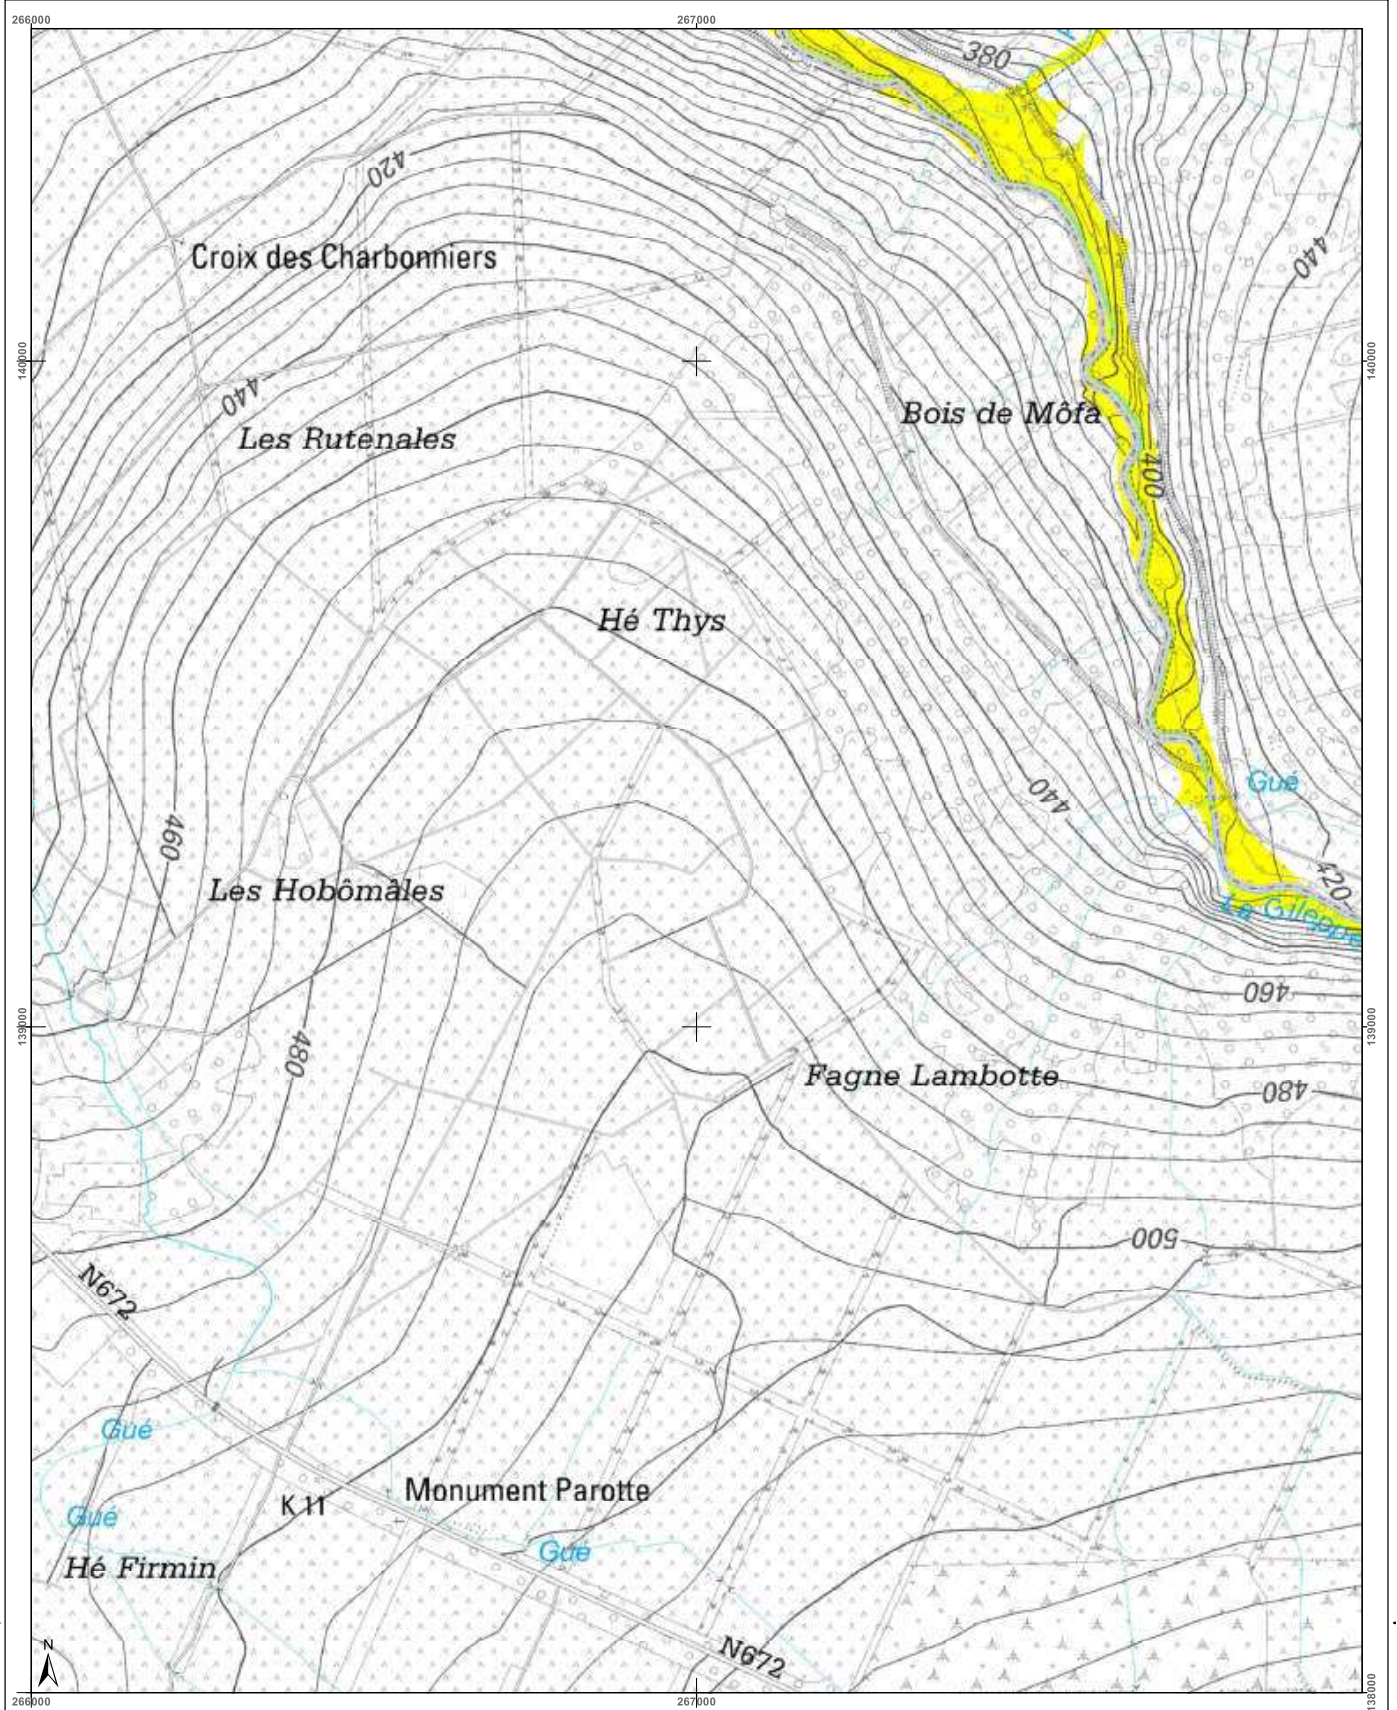 266000
267000
380
420
Croix des Charbonniers
440
140000
140000
440
Bois de Môfa
Les Rutenales
400
Hé Thys
Gué
440
460
420
Les Hobômâles
La Gileppe
460
139000
139000
480
Fagne Lambotte
480
500
N672
Gué
Monument Parotte
K 11
Gué
Gué
Hé Firmin
N
N672
266000
267000
138000